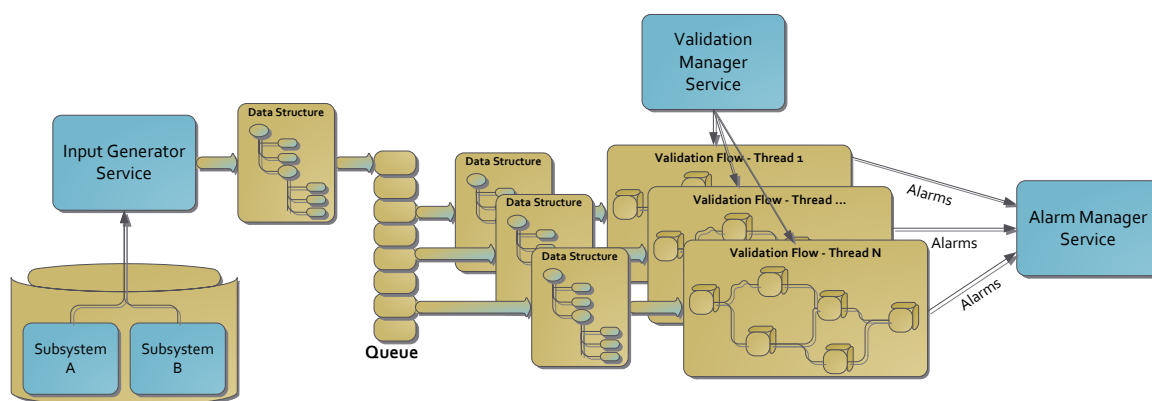 Validation
Manager
Service
Data Structure
Input Generator
Service
Data Structure
Validation Flow - Thread 1
Data Structure
Validation Flow - Thread ...
Data Structure
Validation Flow - Thread N
Alarms
Alarms
Alarms
Alarm Manager
Service
Subsystem
A
Subsystem
B
Queue